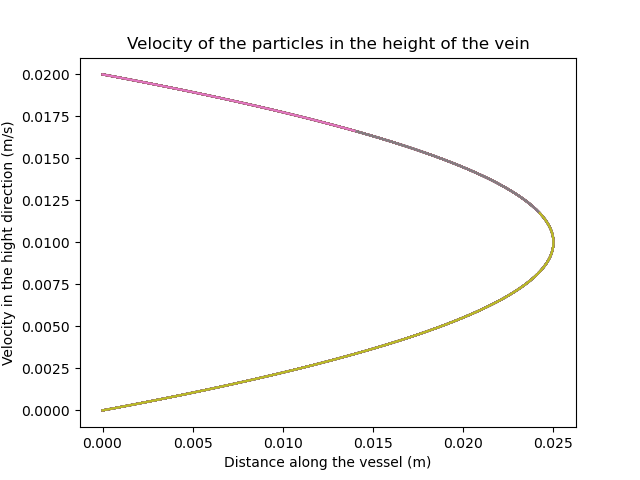 Velocity of the particles in the height of the vein
Velocity in the hight direction (m/s)
0.0200
0.0175
0.0150
0.0125
0.0100
0.0075
0.0050
0.0025
0.0000
0.000 0.005 0.010 0.015 0.020 0.025
Distance along the vessel (m)